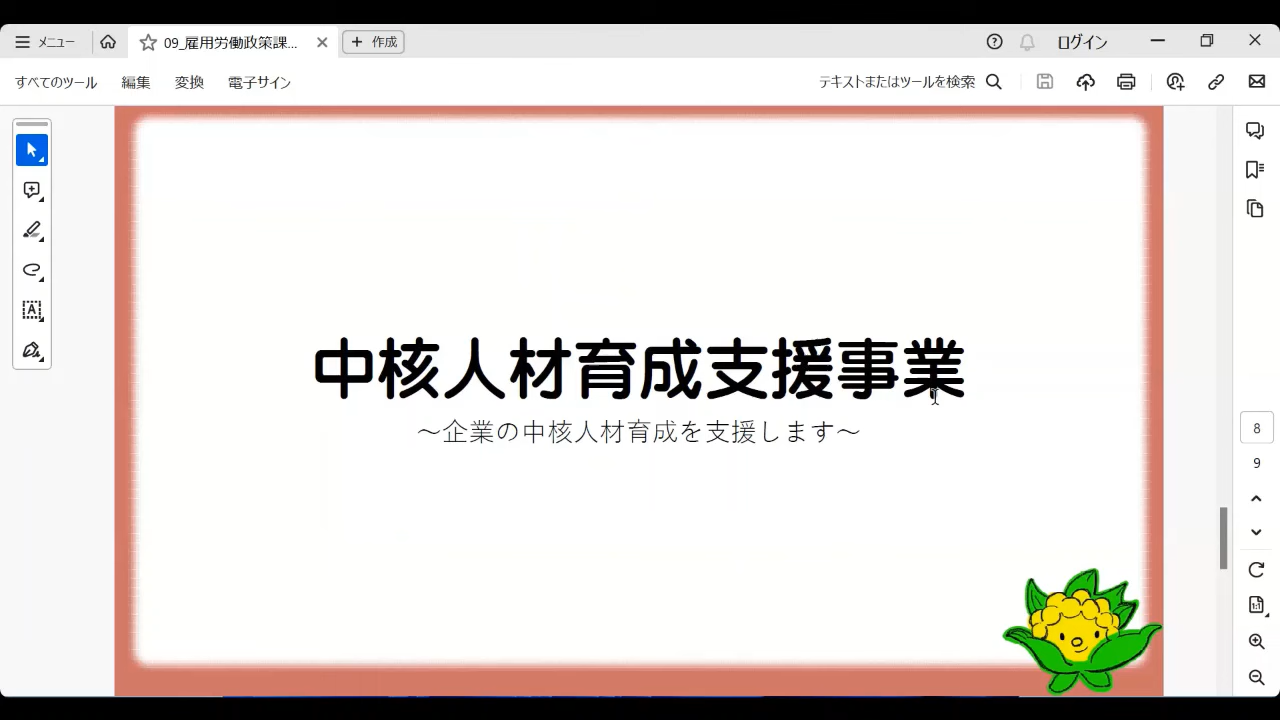 メニュー
09_雇用労働政策課...
作成
ログイン
すべてのツール
編集
変換
電子サイン
テキストまたはツールを検索
中核人材育成支援事業
～企業の中核人材育成を支援します～
8
9